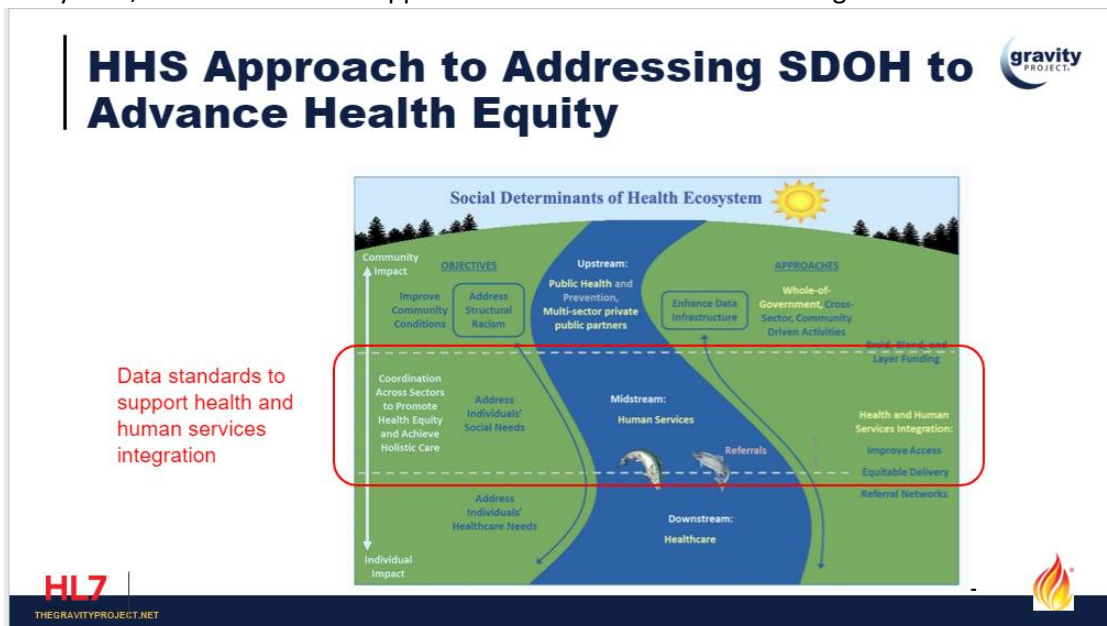 HHS Approach to Addressing SDOH to
Advance Health Equity
gravity
PROJECT
Social Determinants of Health Ecosystem
Community
Impact
OBJECTIVES
Improve
Community
Conditions
Address
Structural
Racism
Upstream:
Public Health and
Prevention,
Multi-sector private
public partners
Enhance Data
Infrastructure
APPROACHES
Whole-of-
Government, Cross-
Sector, Community
Driven Activities
Braid, Blend, and
Layer Funding
Data standards to
support health and
human services
integration
Coordination
Across Sectors
to Promote
Health Equity
and Achieve
Holistic Care
Address
Individuals'
Social Needs
Midstream:
Human Services
Referrals
Health and Human
Services Integration:
Improve Access
Equitable Delivery
Referral Networks
Address
Individuals'
Healthcare Needs
Downstream:
Healthcare
Individual
Impact
HL7
THEGRAVITYPROJECT.NET